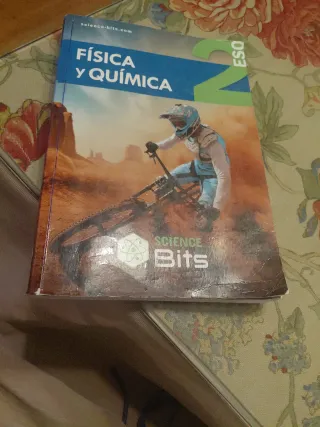 science-bits.com
FÍSICA
y QUÍMICA
2
ESO
SCIENCE
Bits